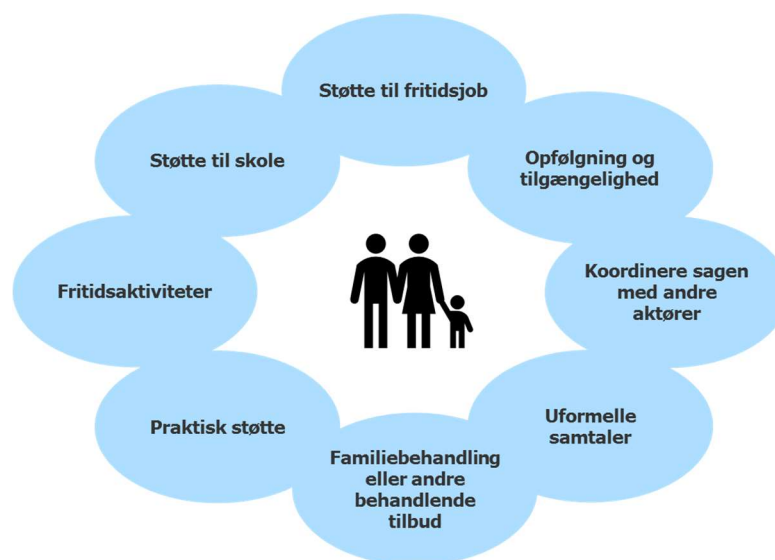 Støtte til fritidsjob
Støtte til skole
Opfølgning og
tilgængelighed
Fritidsaktiviteter
Koordinere sagen
med andre
aktører
Praktisk støtte
Uformelle
samtaler
Familiebehandling
eller andre
behandlende
tilbud